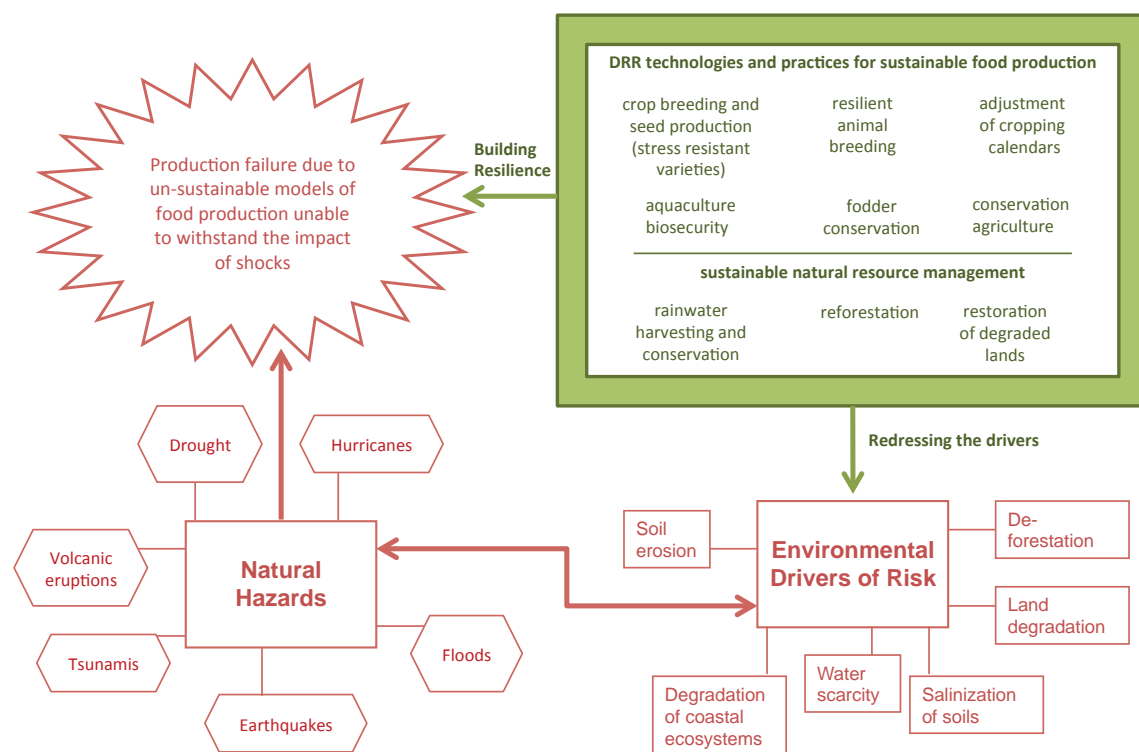 DRR technologies and practices for sustainable food production
crop breeding and
seed production
(stress resistant
varieties)
resilient
animal
breeding
adjustment
of cropping
calendars
aquaculture
biosecurity
fodder
conservation
conservation
agriculture
sustainable natural resource management
rainwater
harvesting and
conservation
reforestation
restoration
of degraded
lands
Building
Resilience
Production failure due to
un-sustainable models of
food production unable
to withstand the impact
of shocks
Redressing the drivers
Drought
Hurricanes
Volcanic
eruptions
Natural
Hazards
Tsunamis
Floods
Earthquakes
Soil
erosion
Environmental
Drivers of Risk
De-
forestation
Land
degradation
Degradation
of coastal
ecosystems
Water
scarcity
Salinization
of soils